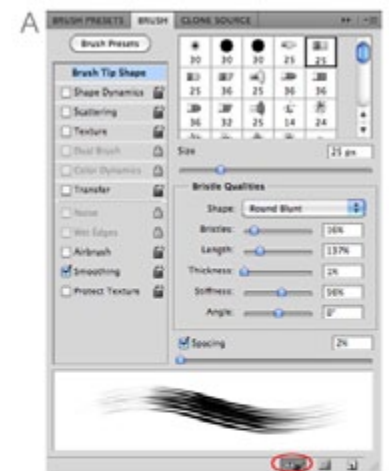 A
BRUSH PRESETS BRUSH CLONE SOURCE
Brush Presets
Brush Tip Shape
Shape Dynamics
Scattering
Texture
Dual Brush
Color Dynamics
Transfer
Noise
Wet Edges
Airbrush
Smoothing
Protect Texture
30 30 30 25 25
25 36 25 36 36
36 32 25 14 24
Size 25 px
Bristle Qualities
Shape: Round Blunt
Bristles: 16%
Length: 137%
Thickness: 1%
Stiffness: 56%
Angle: 0°
Spacing 2%